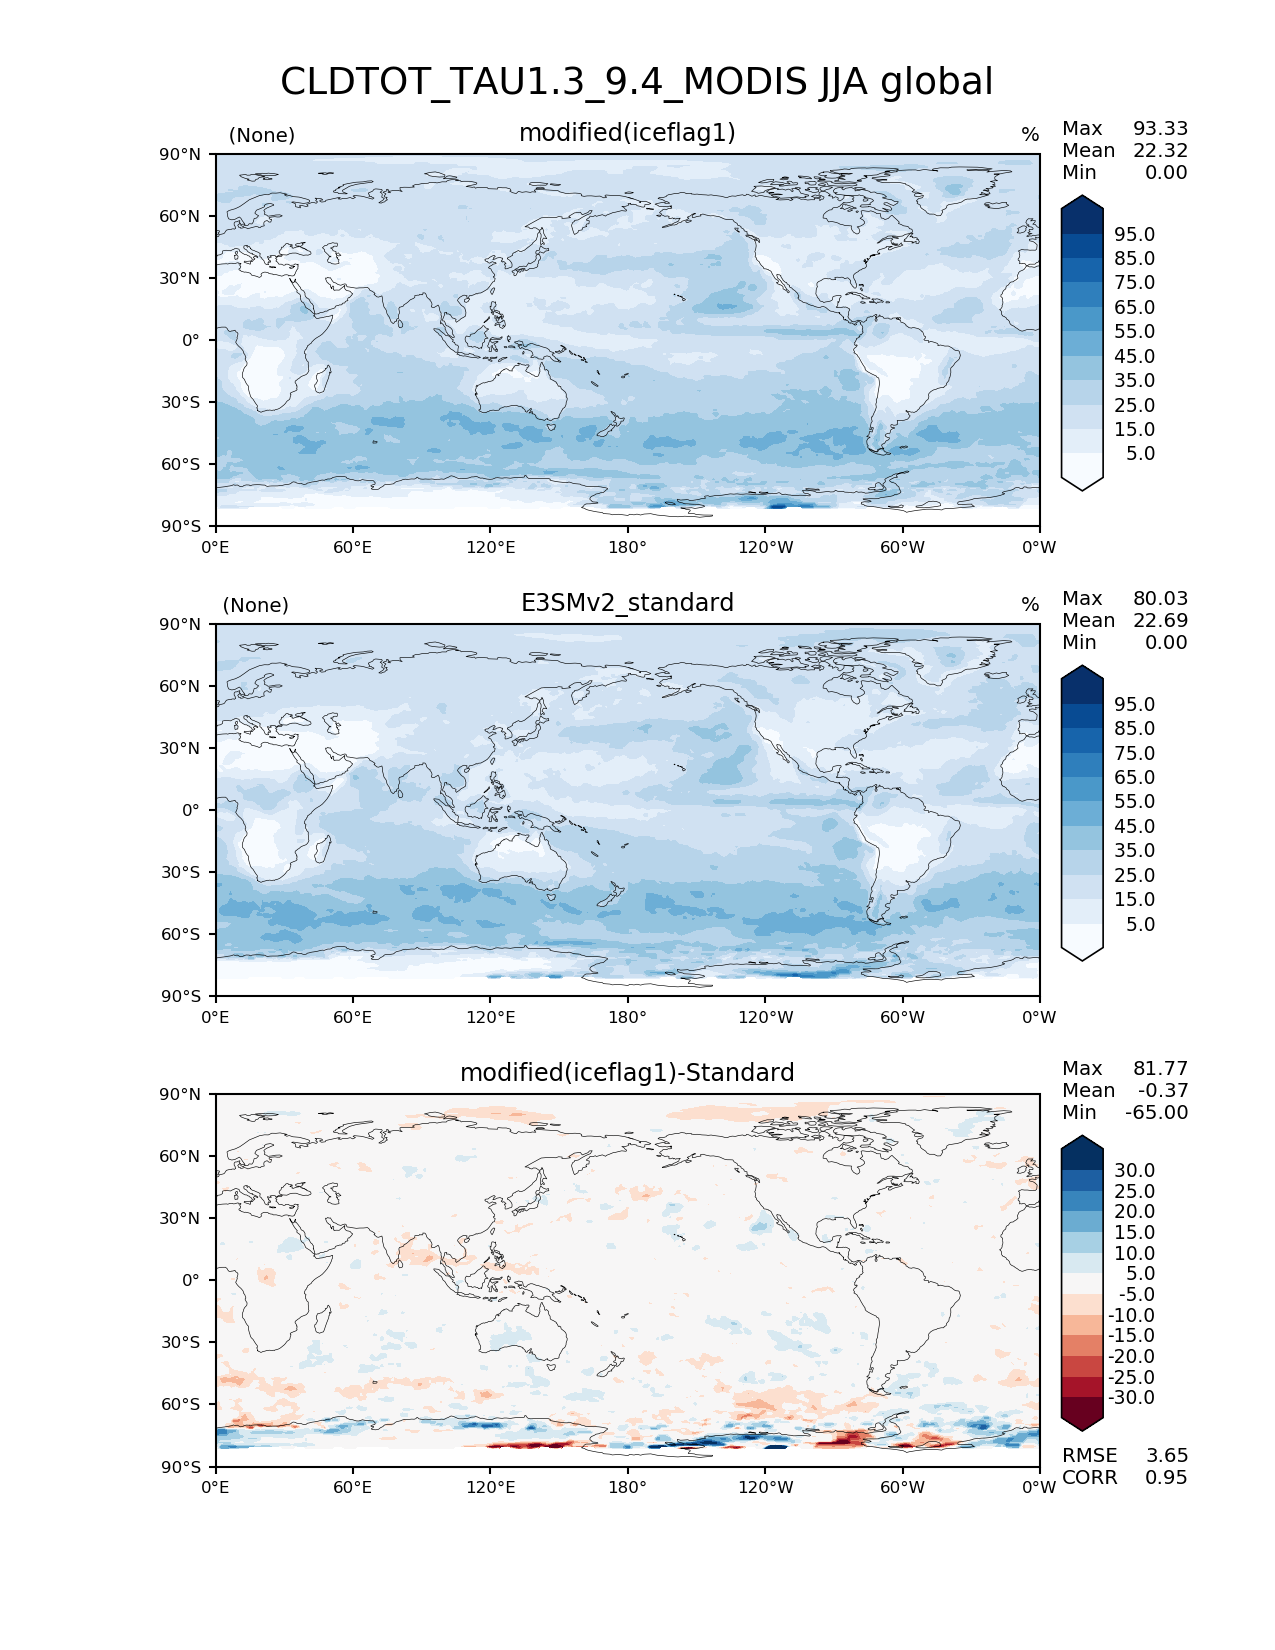 CLDTOT_TAU1.3_9.4_MODIS JJA global
(None) modified(iceflag1) %
Max 93.33
Mean 22.32
Min 0.00
90°N
60°N
30°N
0°
30°S
60°S
90°S
0°E 60°E 120°E 180° 120°W 60°W 0°W
95.0
85.0
75.0
65.0
55.0
45.0
35.0
25.0
15.0
5.0
(None) E3SMv2_standard %
Max 80.03
Mean 22.69
Min 0.00
90°N
60°N
30°N
0°
30°S
60°S
90°S
0°E 60°E 120°E 180° 120°W 60°W 0°W
95.0
85.0
75.0
65.0
55.0
45.0
35.0
25.0
15.0
5.0
modified(iceflag1)-Standard
Max 81.77
Mean -0.37
Min -65.00
90°N
60°N
30°N
0°
30°S
60°S
90°S
0°E 60°E 120°E 180° 120°W 60°W 0°W
30.0
25.0
20.0
15.0
10.0
5.0
-5.0
-10.0
-15.0
-20.0
-25.0
-30.0
RMSE 3.65
CORR 0.95